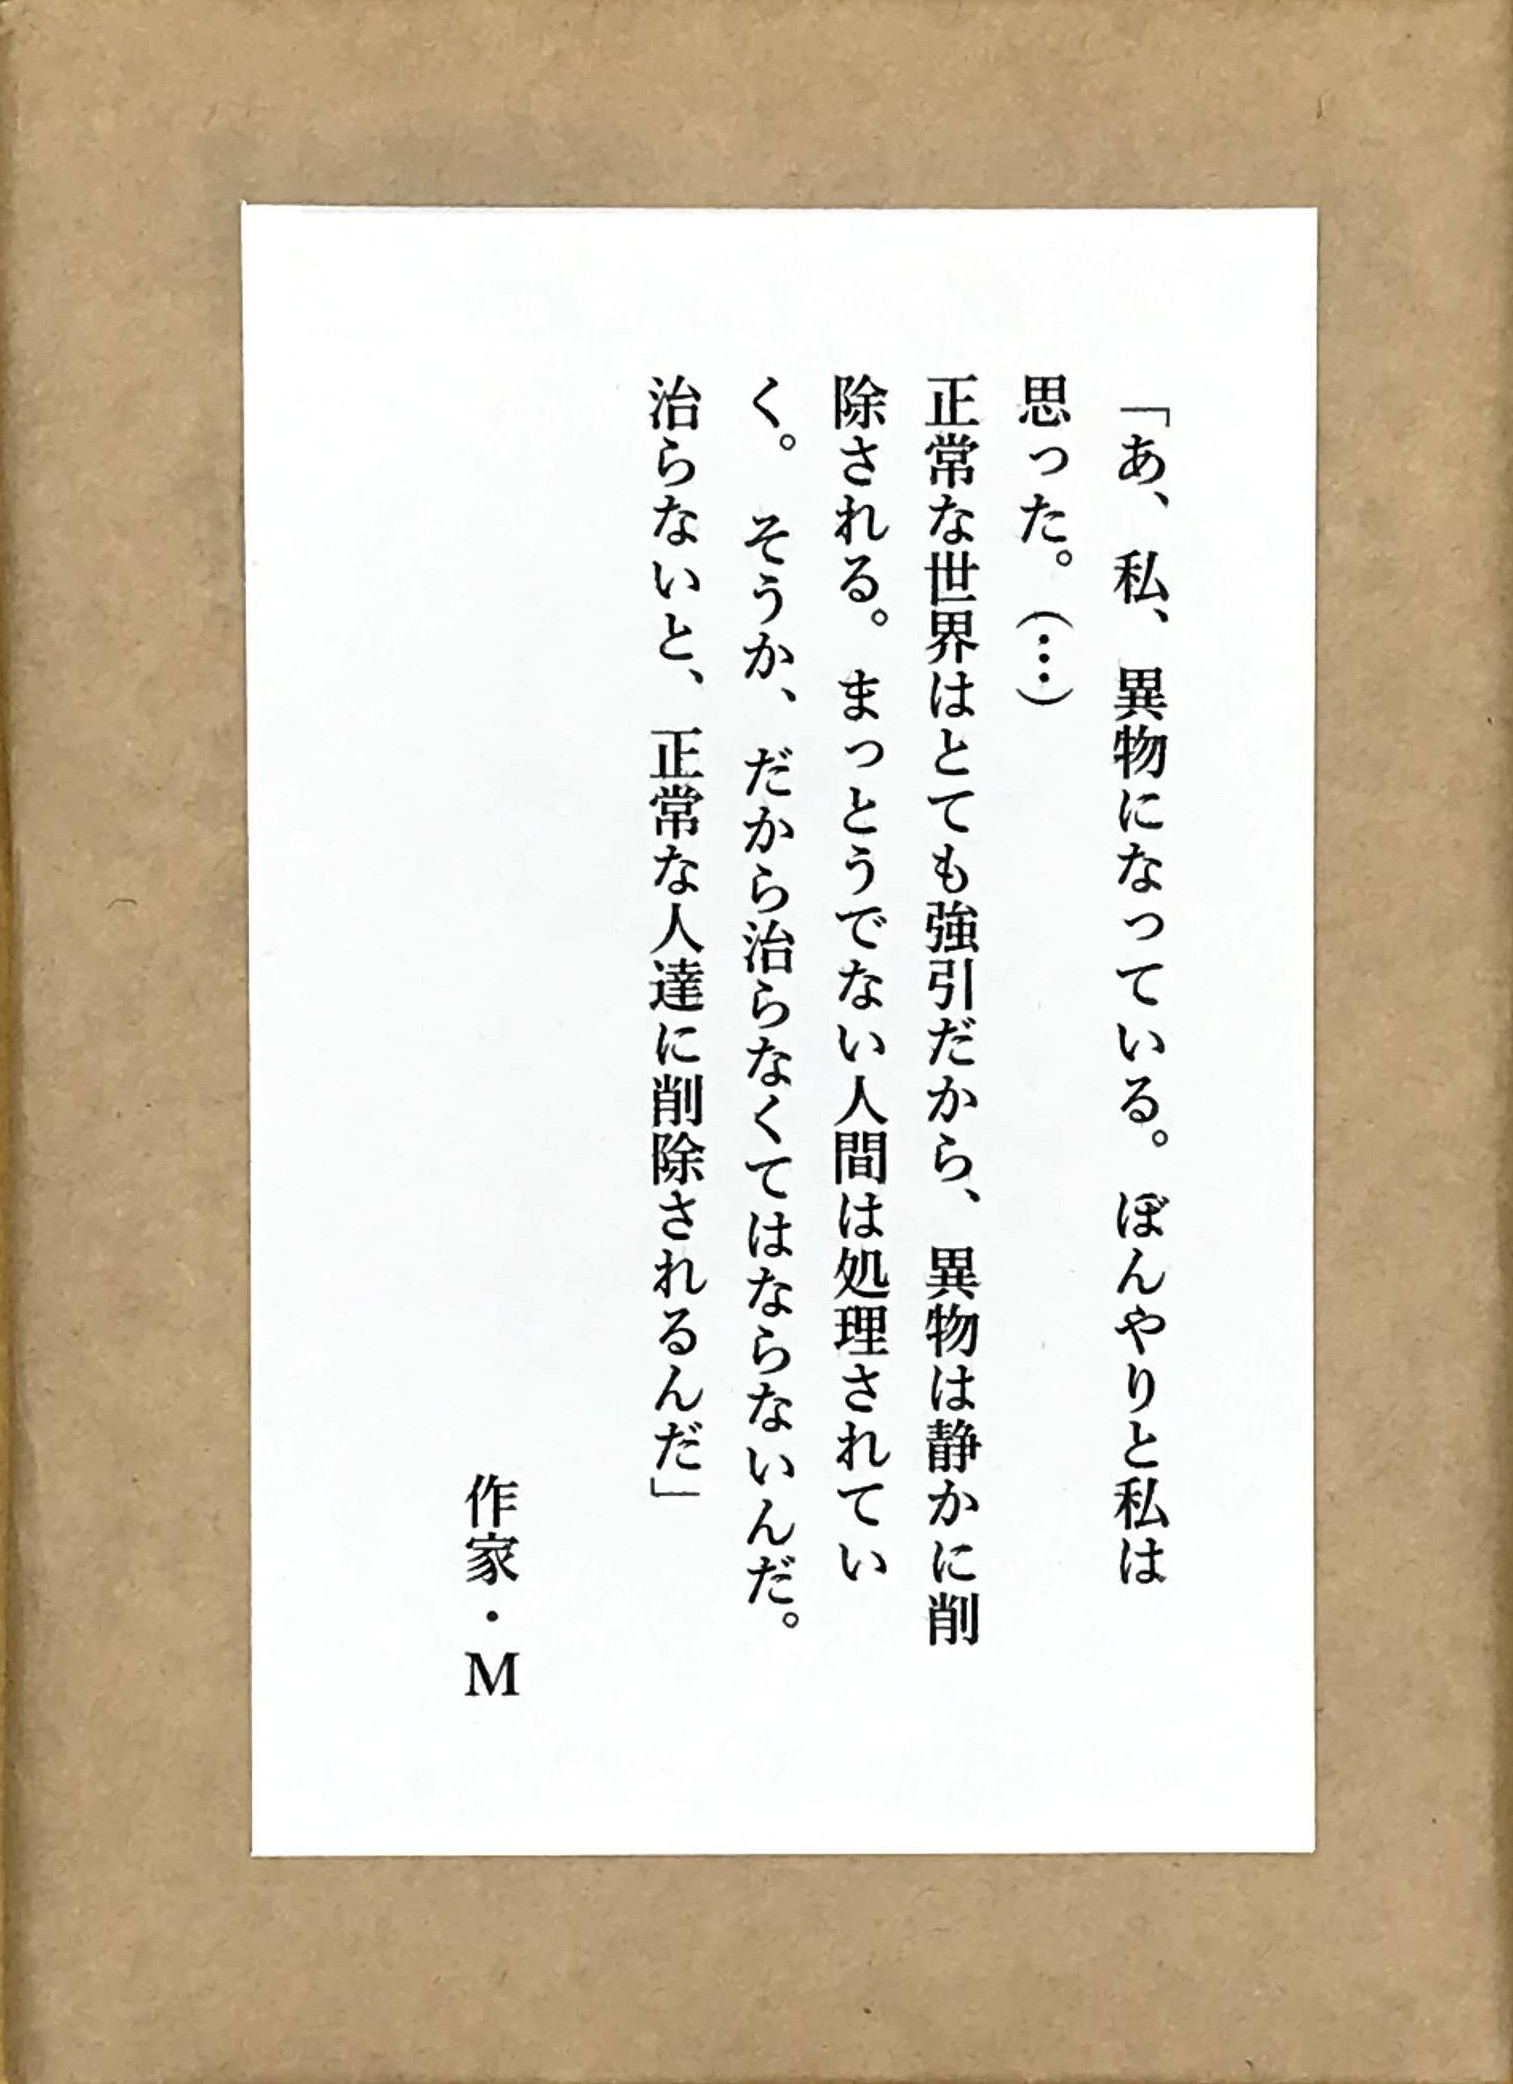 「あ、私、異物になっている。ぼんやりと私は
思った。(…)
正常な世界はとても強引だから、異物は静かに削
除される。まっとうでない人間は処理されてい
く。そうか、だから治らなくてはならないんだ。
治らないと、正常な人達に削除されるんだ」
作家・M